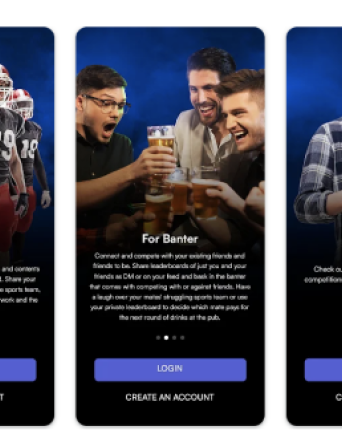 and contents
. Share your
e sports team,
work and the
T
For Banter
Connect and compete with your existing friends and
friends to be. Share leaderboards of just you and your
friends as DM or on your feed and bask in the banter
that comes with competing with or against friends. Have
a laugh over your mates' struggling sports team or use
your private leaderboard to decide which mate pays for
the next round of drinks at the pub.
LOGIN
CREATE AN ACCOUNT
Check ou
competition
C
9
19